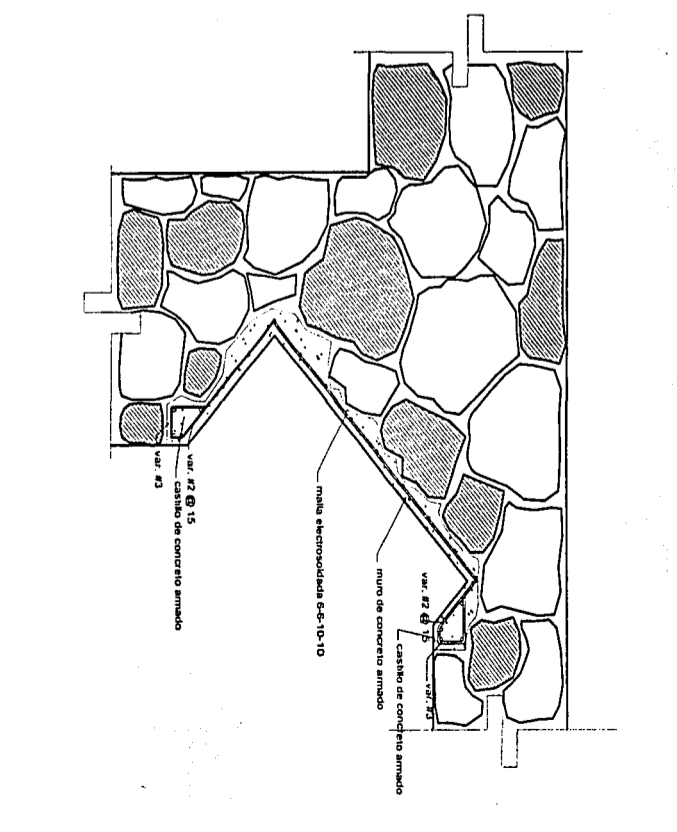 var. #2 @ 15
castillo de concreto armado
var. #3
malla electrosoldada 6-6-10-10
muro de concreto armado
var. #2 @ 15
castillo de concreto armado
var. #3